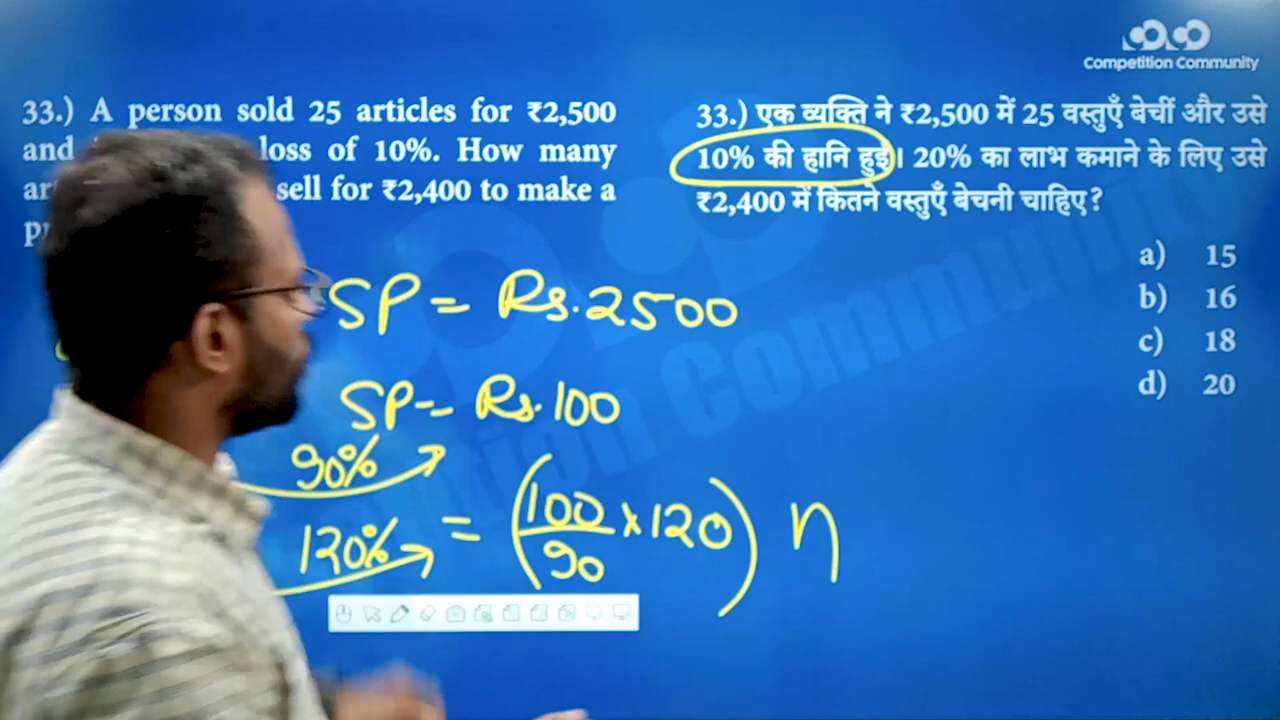 Competition Community
33.) A person sold 25 articles for ₹2,500
and loss of 10%. How many
sell for ₹2,400 to make a
33.) एक व्यक्ति ने ₹2,500 में 25 वस्तुएँ बेचीं और उसे
10% की हानि हुई। 20% का लाभ कमाने के लिए उसे
₹2,400 में कितने वस्तुएँ बेचनी चाहिए?
a) 15
b) 16
c) 18
d) 20
SP = Rs. 2500
SP = Rs. 100
90%
120% = (100/90 × 120) n